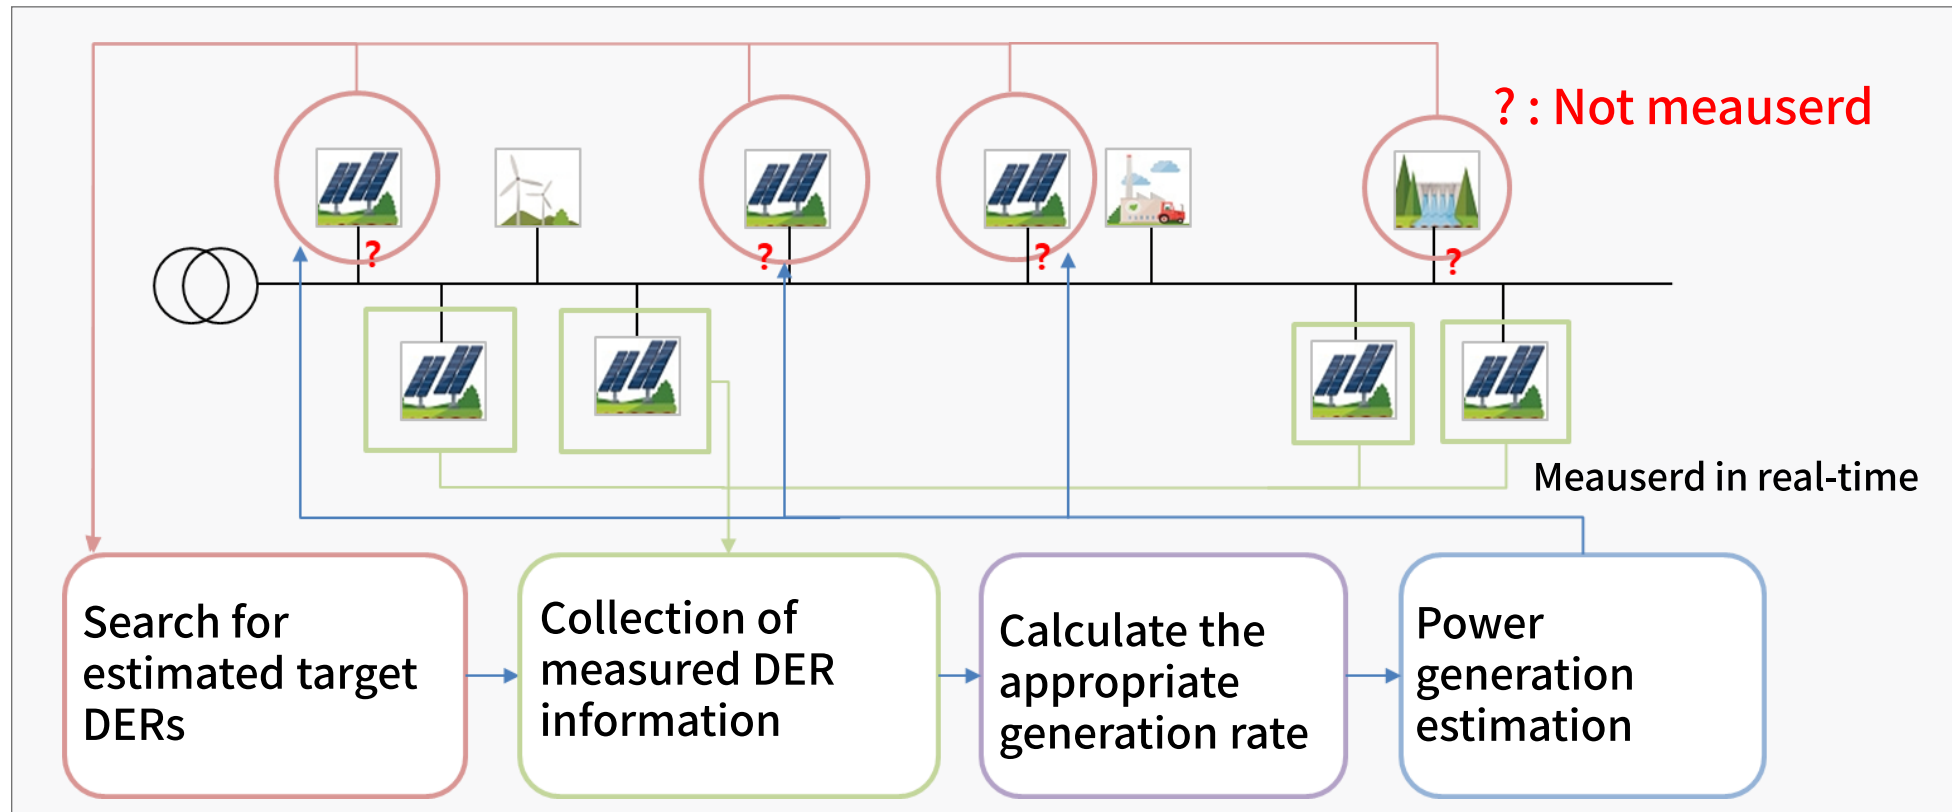 ? : Not meauserd
?
?
?
?
Meauserd in real-time
Search for
estimated target
DERs
Collection of
measured DER
information
Calculate the
appropriate
generation rate
Power
generation
estimation